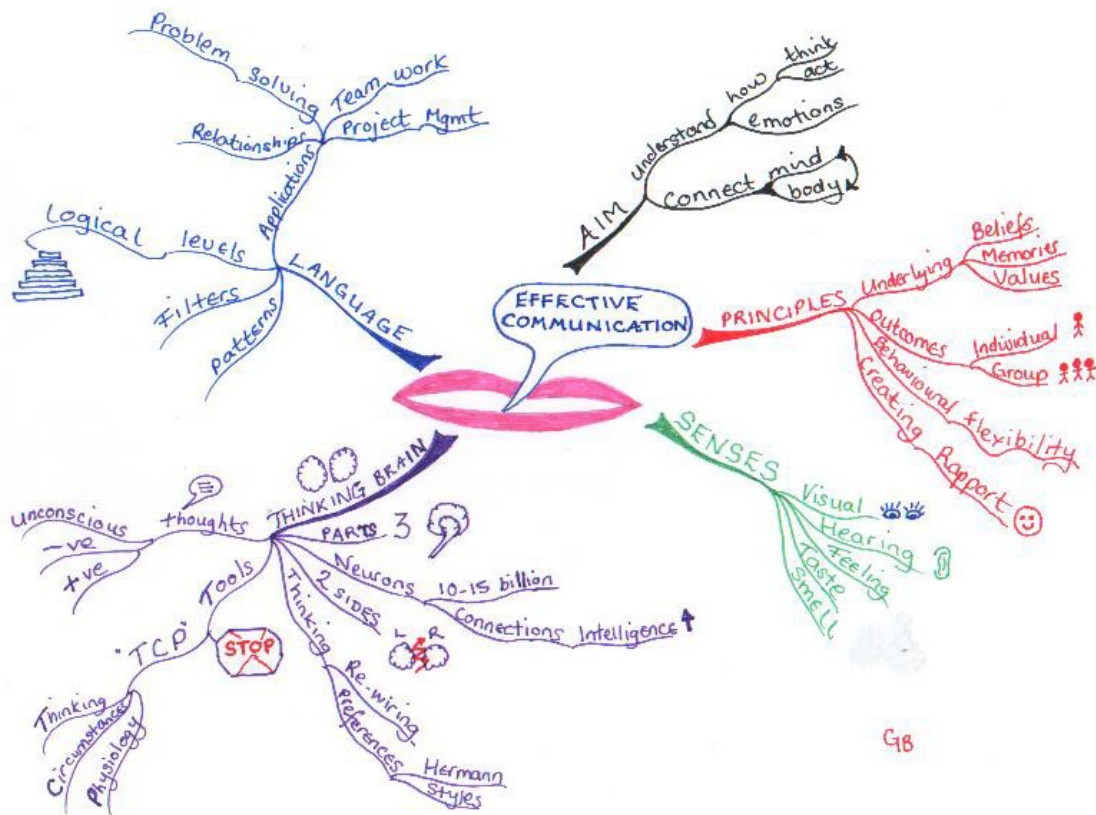 EFFECTIVE
COMMUNICATION
AIM
Understand how
think
act
emotions
Connect
mind
body
PRINCIPLES
Underlying
Beliefs
Memories
Values
Outcomes
Individual
Group
Behavioural flexibility
Creating Rapport
SENSES
Visual
Hearing
Feeling
Taste
Smell
THINKING BRAIN
PARTS 3
Neurons
10-15 billion
Connections Intelligence
2 SIDES
L R
Thinking
Re-wiring
preferences
Hermann
styles
Tools
STOP
'TCP'
Thinking
Circumstances
Physiology
thoughts
unconscious
-ve
+ve
LANGUAGE
Applications
Problem Solving
Team work
Relationships
Project Mgmt
Logical levels
Filters
patterns
GB